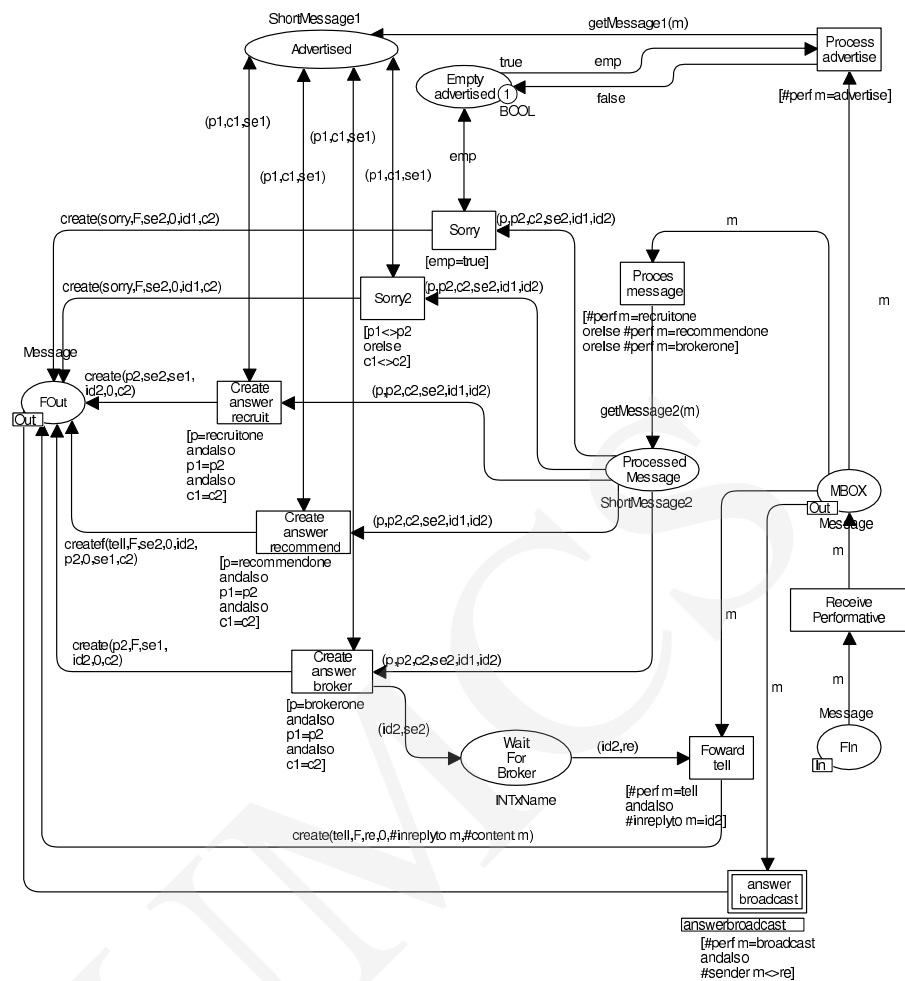 ShortMessage1
getMessage1(m)
Advertised
Process
advertise
true
emp
Empty
advertised
1
false
BOOL
[#perf m=advertise]
(p1,c1,se1)
(p1,c1,se1)
(p1,c1,se1)
emp
create(sorry,F,se2,0,id1,c2)
Sorry
(p,p2,c2,se2,id1,id2)
m
[emp=true]
Proces
message
m
create(sorry,F,se2,0,id1,c2)
Sorry2
(p,p2,c2,se2,id1,id2)
[#perf m=recruitone
orelse #perf m=recommendone
orelse #perf m=brokerone]
[p1<>p2
orelse
c1<>c2]
Message
create(p2,se2,se1,
id2,0,c2)
FOut
Out
Create
answer
recruit
(p,p2,c2,se2,id1,id2)
getMessage2(m)
[p=recruitone
andalso
p1=p2
andalso
c1=c2]
Processed
Message
ShortMessage2
MBOX
Out
Message
Create
answer
recommend
(p,p2,c2,se2,id1,id2)
createf(tell,F,se2,0,id2,
p2,0,se1,c2)
[p=recommendone
andalso
p1=p2
andalso
c1=c2]
m
Receive
Performative
m
create(p2,F,se1,
id2,0,c2)
Create
answer
broker
(p,p2,c2,se2,id1,id2)
m
m
[p=brokerone
andalso
p1=p2
andalso
c1=c2]
(id2,se2)
Message
FIn
In
Wait
For
Broker
(id2,re)
Foward
tell
INTxName
[#perf m=tell
andalso
#inreplyto m=id2]
create(tell,F,re,0,#inreplyto m,#content m)
answer
broadcast
answerbroadcast
[#perf m=broadcast
andalso
#sender m<>re]
UMCS